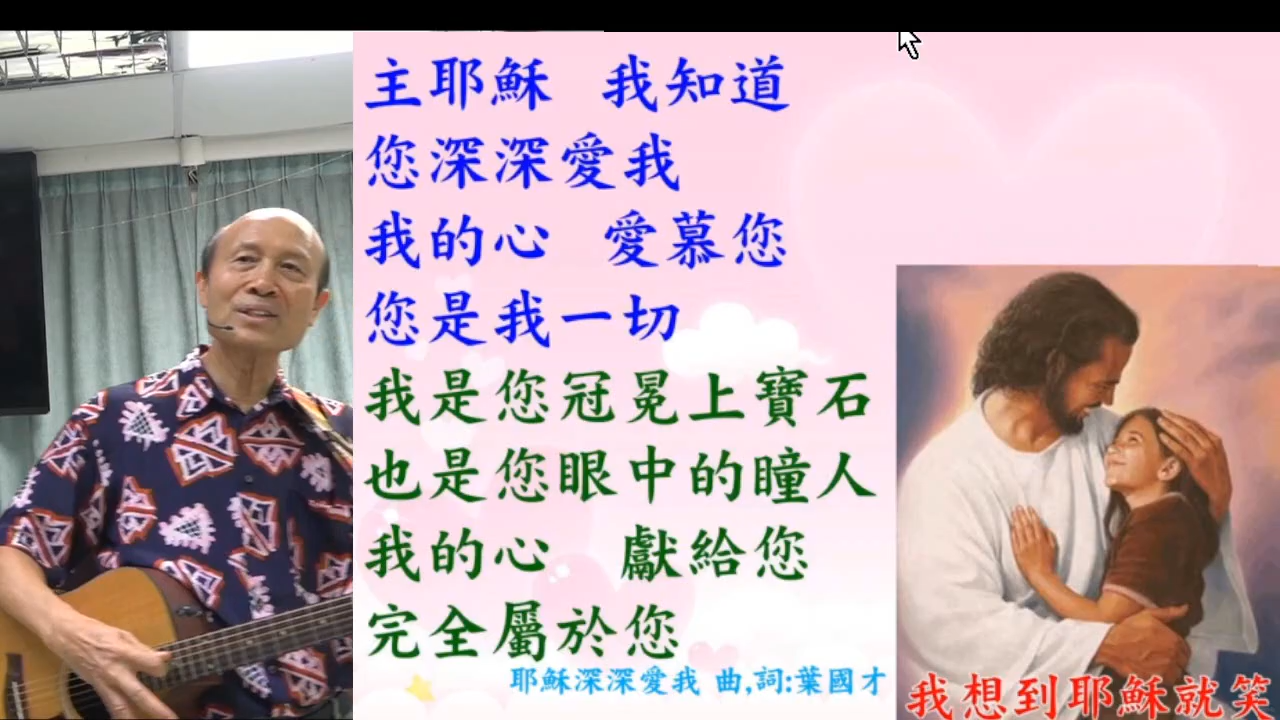 主耶穌 我知道
您深深愛我
我的心 愛慕您
您是我一切
我是您冠冕上寶石
也是您眼中的瞳人
我的心 獻給您
完全屬於您
耶穌深深愛我 曲,詞:葉國才
我想到耶穌就笑